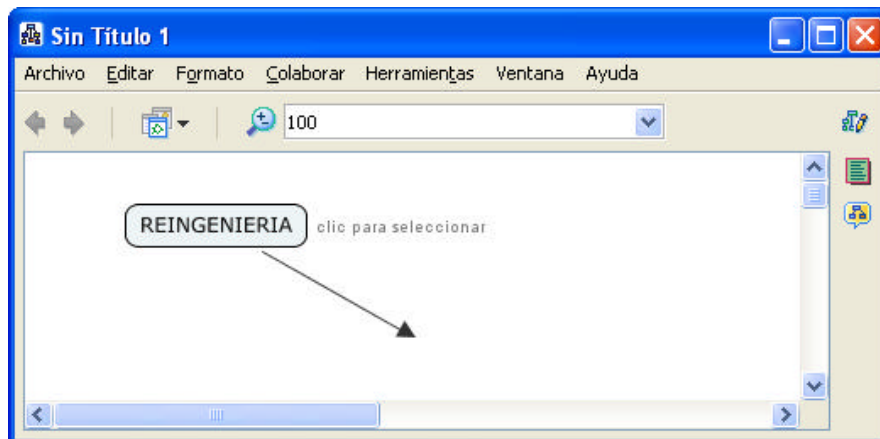 Sin Título 1
Archivo Editar Formato Colaborar Herramientas Ventana Ayuda
100
REINGENIERIA clic para seleccionar